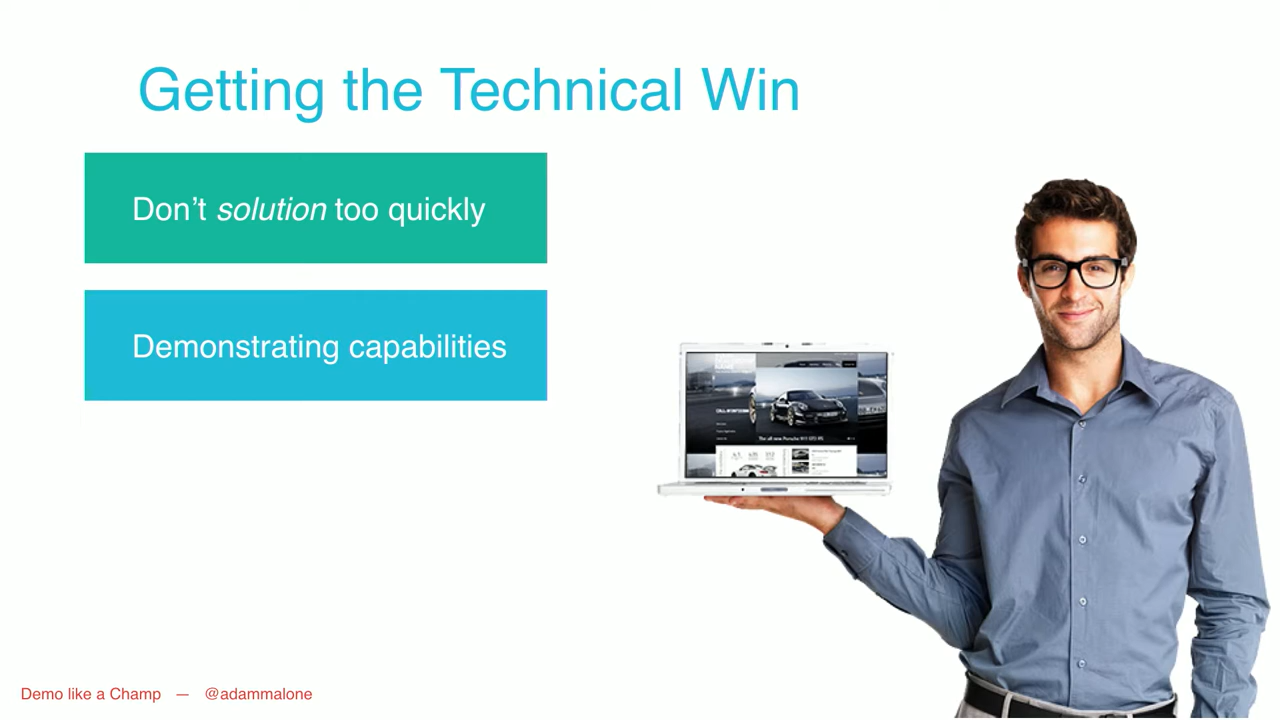 Getting the Technical Win
Don’t solution too quickly
Demonstrating capabilities
Demo like a Champ — @adammalone